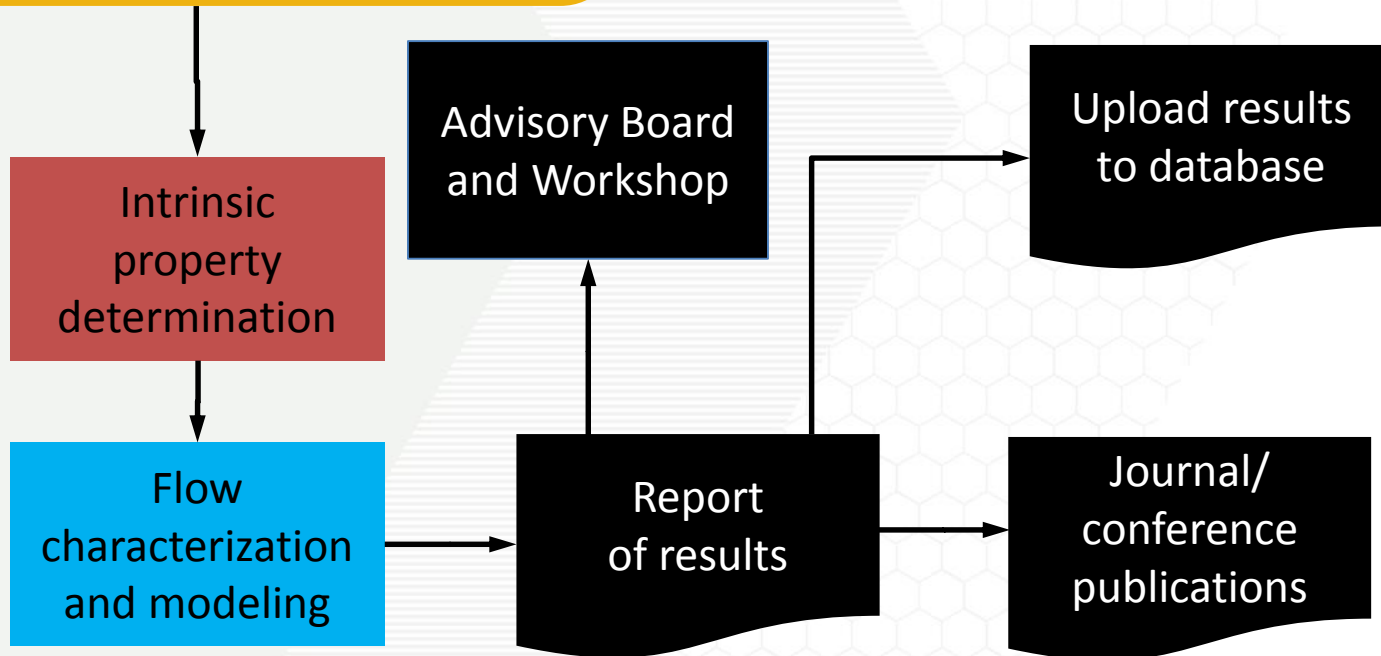 Intrinsic
property
determination
Flow
characterization
and modeling
Advisory Board
and Workshop
Report
of results
Upload results
to database
Journal/
conference
publications